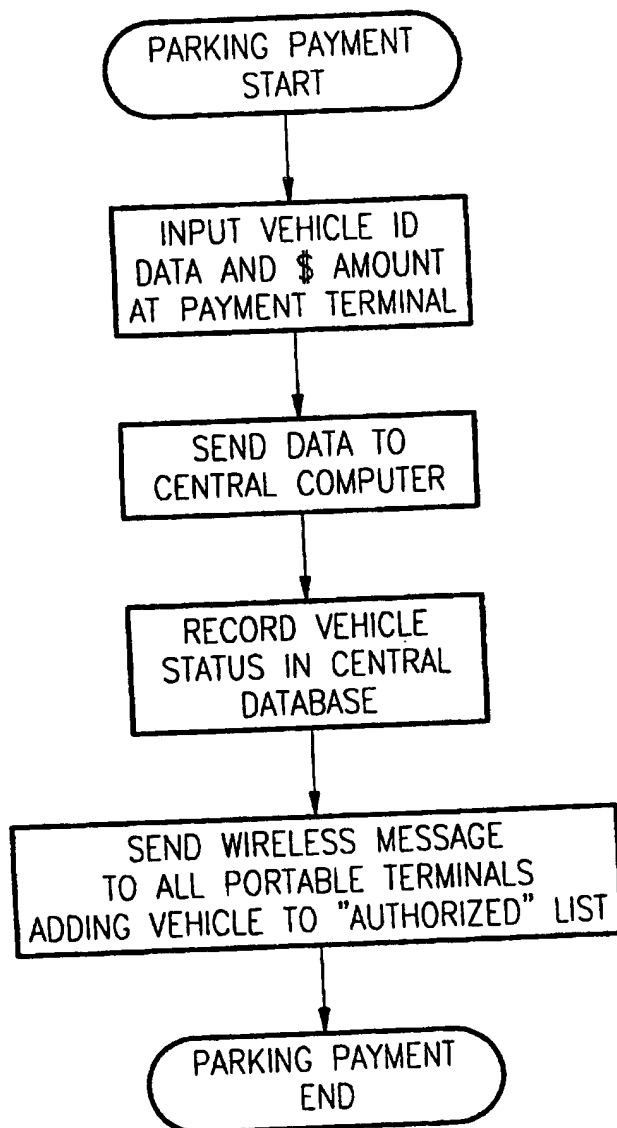 PARKING PAYMENT
START
INPUT VEHICLE ID
DATA AND $ AMOUNT
AT PAYMENT TERMINAL
SEND DATA TO
CENTRAL COMPUTER
RECORD VEHICLE
STATUS IN CENTRAL
DATABASE
SEND WIRELESS MESSAGE
TO ALL PORTABLE TERMINALS
ADDING VEHICLE TO "AUTHORIZED" LIST
PARKING PAYMENT
END